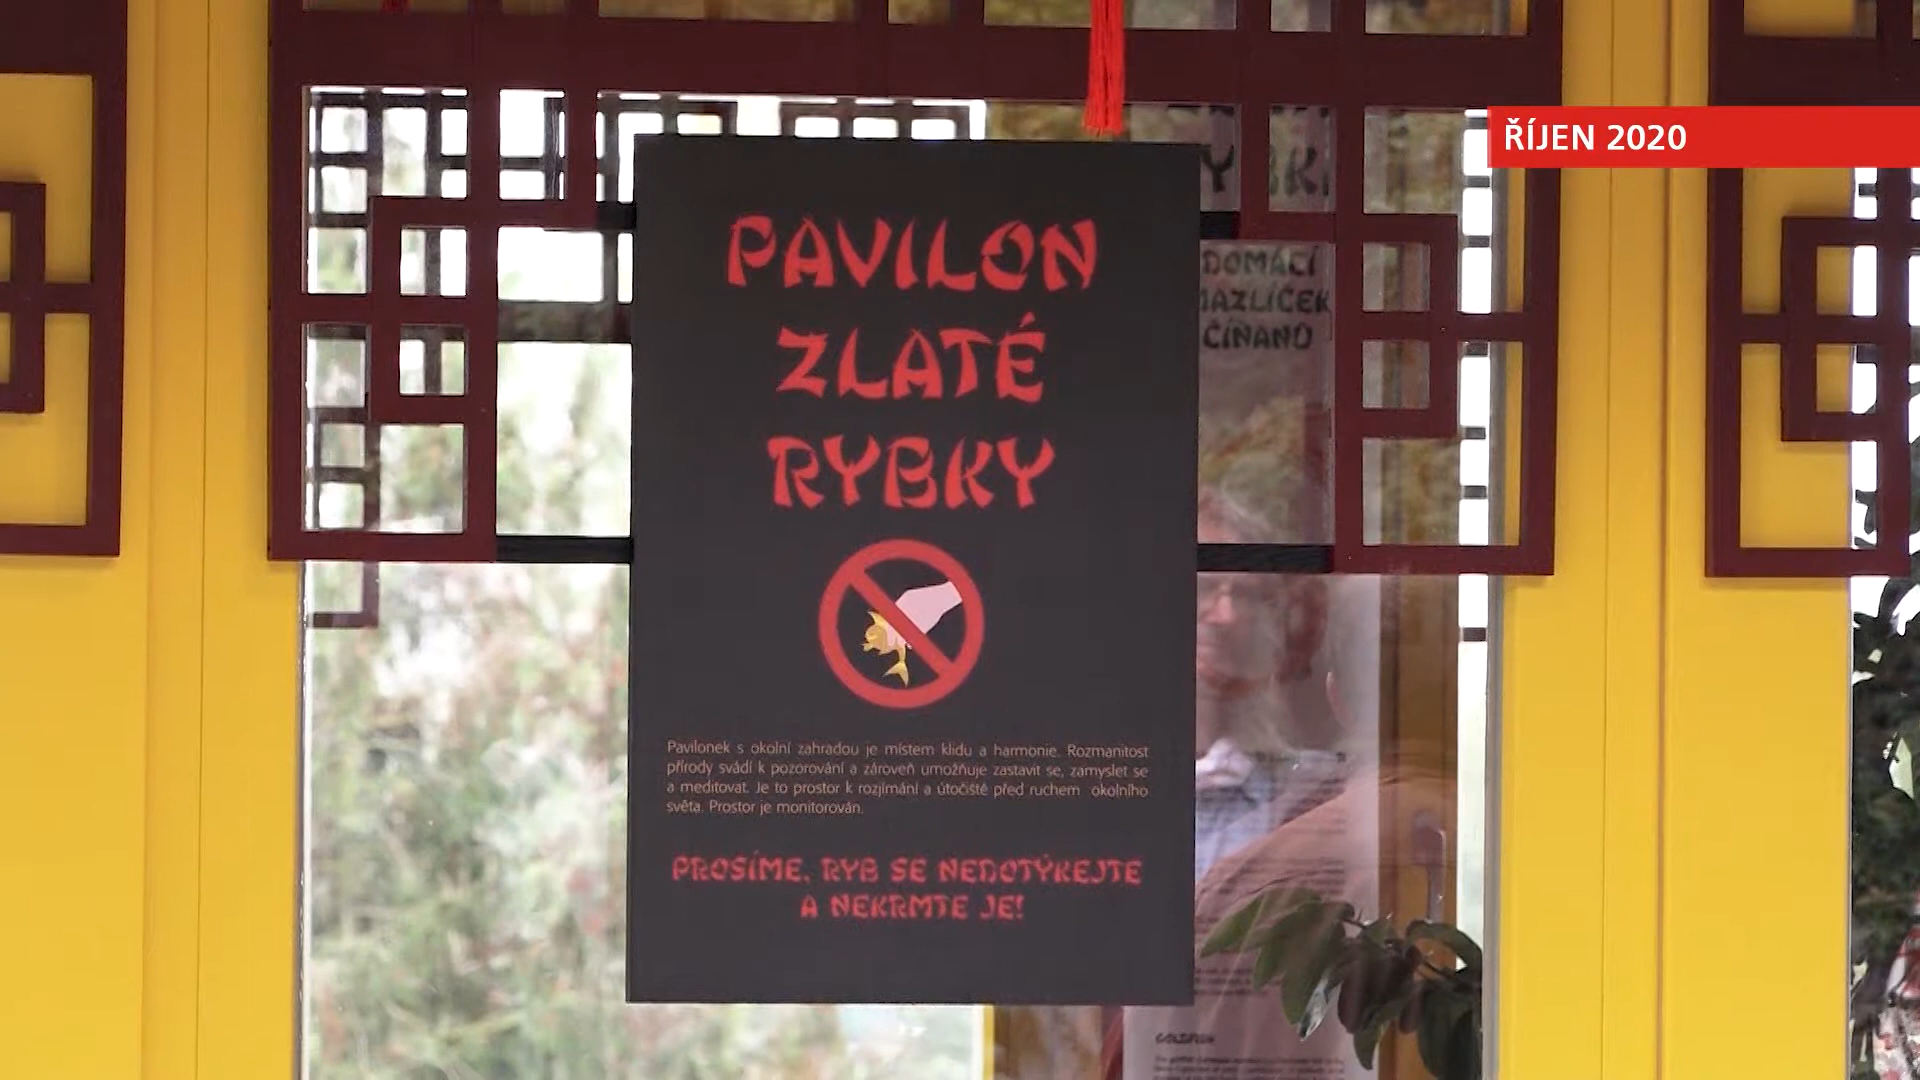 ŘÍJEN 2020
PAVILON
ZLATÉ
RYBKY
Pavilonek s okolní zahradou je místem klidu a harmonie. Rozmanitost
přírody svádí k pozorování a zároveň umožňuje zastavit se, zamyslet se
a meditovat. Je to prostor k rozjímání a útočiště před ruchem okolního
světa. Prostor je monitorován.
PROSÍME, RYB SE NEDOTÝKEJTE
A NEKRMTE JE!
DOMÁCÍ
ČÍŇANŮ
GOLDFISH